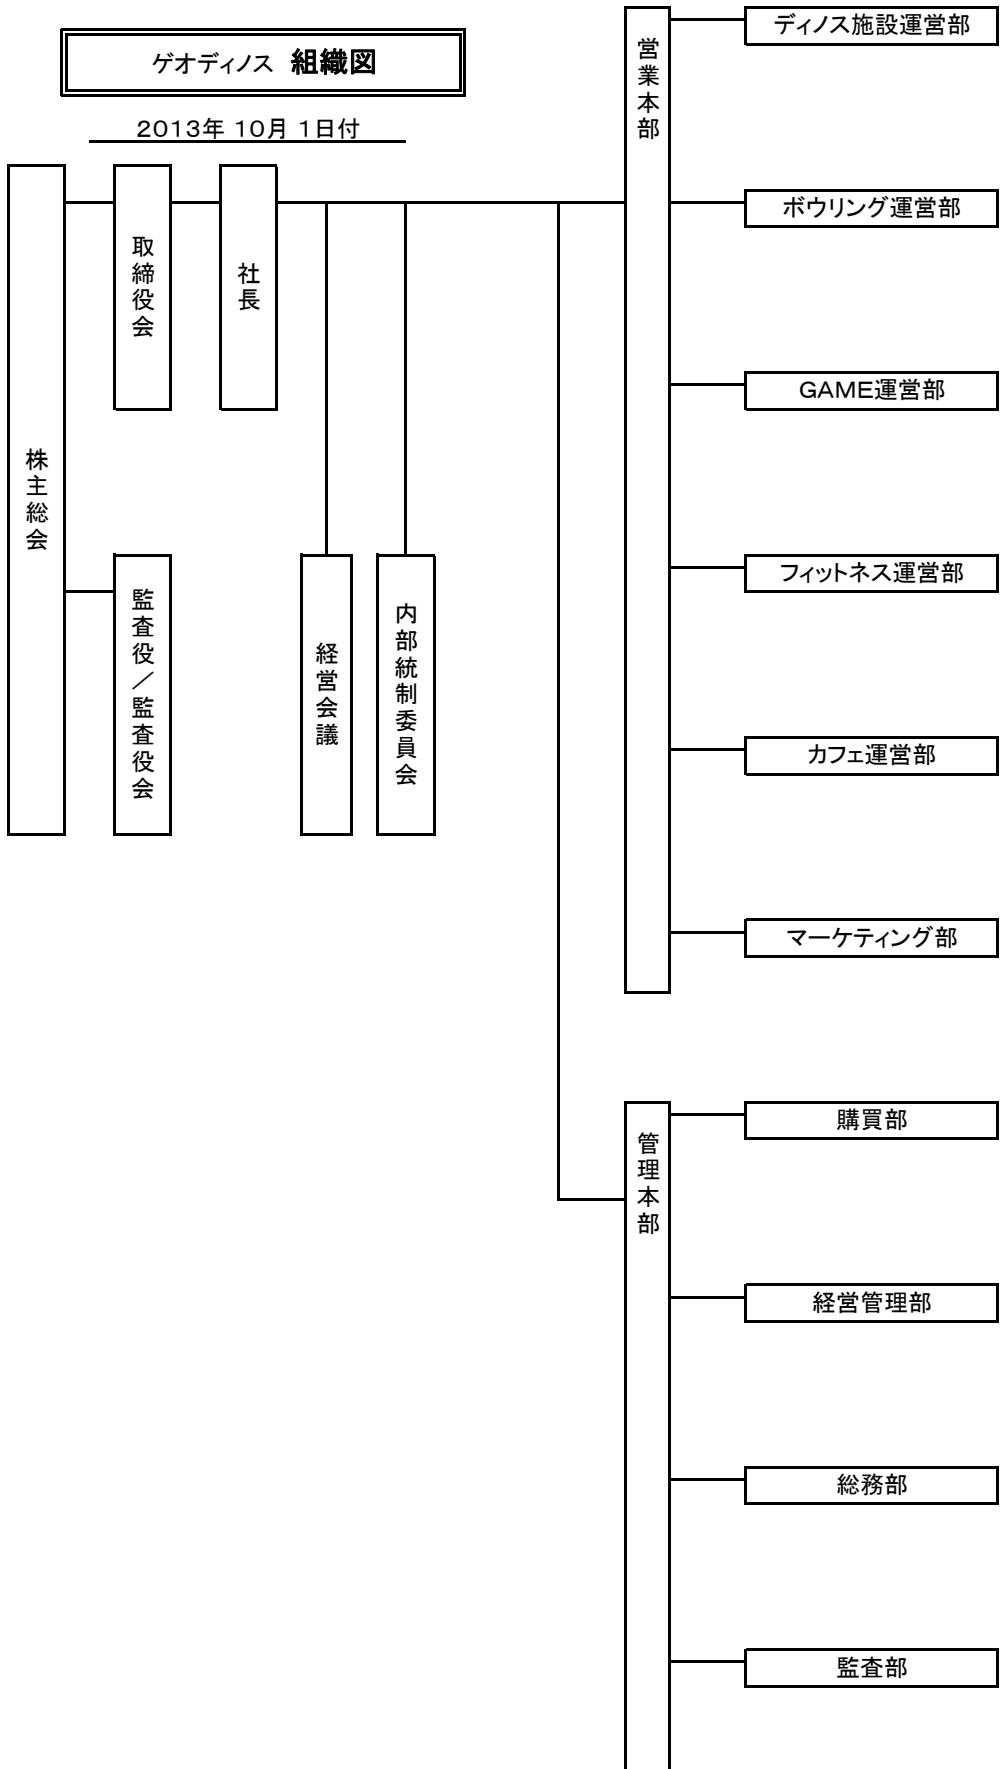 ゲオディノス 組織図
2013年 10月 1日付
株主総会
取締役会
社長
監査役／監査役会
経営会議
内部統制委員会
営業本部
ディノス施設運営部
ボウリング運営部
GAME運営部
フィットネス運営部
カフェ運営部
マーケティング部
管理本部
購買部
経営管理部
総務部
監査部